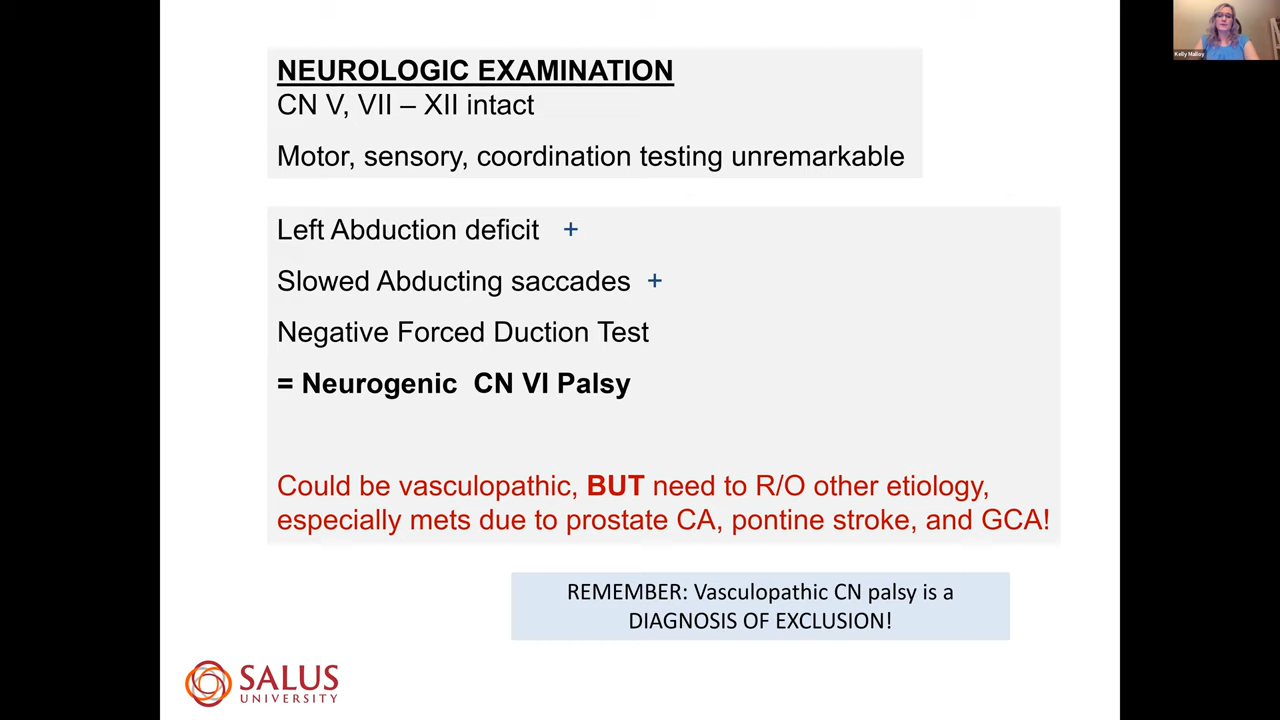 Kelly Malloy
NEUROLOGIC EXAMINATION
CN V, VII – XII intact
Motor, sensory, coordination testing unremarkable
Left Abduction deficit +
Slowed Abducting saccades +
Negative Forced Duction Test
= Neurogenic CN VI Palsy
Could be vasculopathic, BUT need to R/O other etiology,
especially mets due to prostate CA, pontine stroke, and GCA!
REMEMBER: Vasculopathic CN palsy is a
DIAGNOSIS OF EXCLUSION!
SALUS
UNIVERSITY